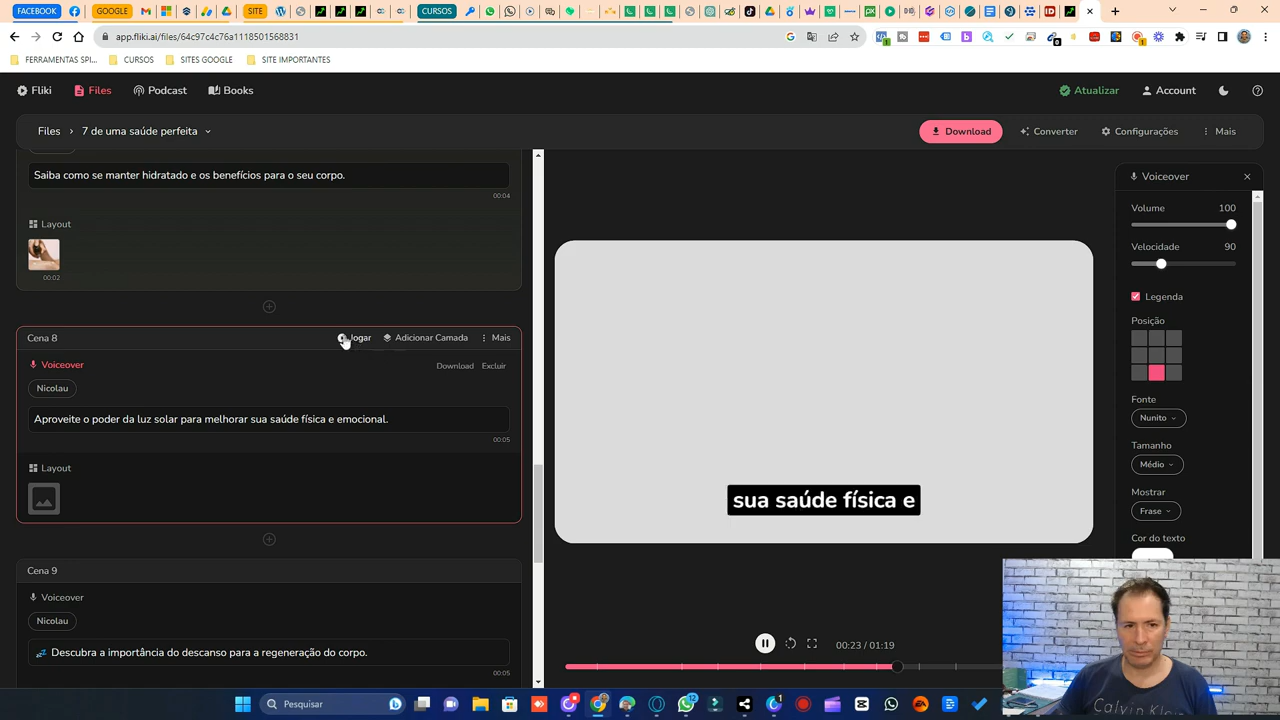 FACEBOOK
GOOGLE
SITE
CURSOS
app.fliki.ai/files/64c97c4c76a1118501568831
FERRAMENTAS SPI...
CURSOS
SITES GOOGLE
SITE IMPORTANTES
Fliki
Files
Podcast
Books
Atualizar
Account
Files
7 de uma saúde perfeita
Download
Converter
Configurações
Mais
Saiba como se manter hidratado e os benefícios para o seu corpo.
00:04
Layout
00:02
Cena 8
Jogar
Adicionar Camada
Mais
Voiceover
Download
Excluir
Nicolau
Aproveite o poder da luz solar para melhorar sua saúde física e emocional.
00:05
Layout
Cena 9
Voiceover
Nicolau
💤 Descubra a importância do descanso para a regeneração do corpo.
00:05
sua saúde física e
00:23 / 01:19
Voiceover
Volume
100
Velocidade
90
Legenda
Posição
Fonte
Nunito
Tamanho
Médio
Mostrar
Frase
Cor do texto
Calvin Kle
Pesquisar
12